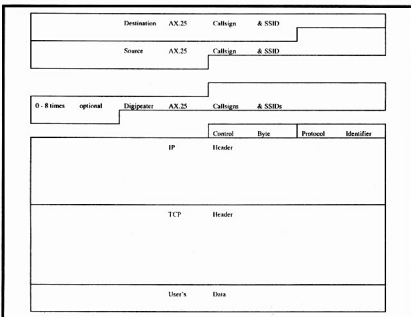 Destination AX.25 Callsign & SSID
Source AX.25 Callsign & SSID
0 - 8 times optional Digipeater AX.25 Callsigns & SSIDs
Control Byte Protocol Identifier
IP Header
TCP Header
User's Data